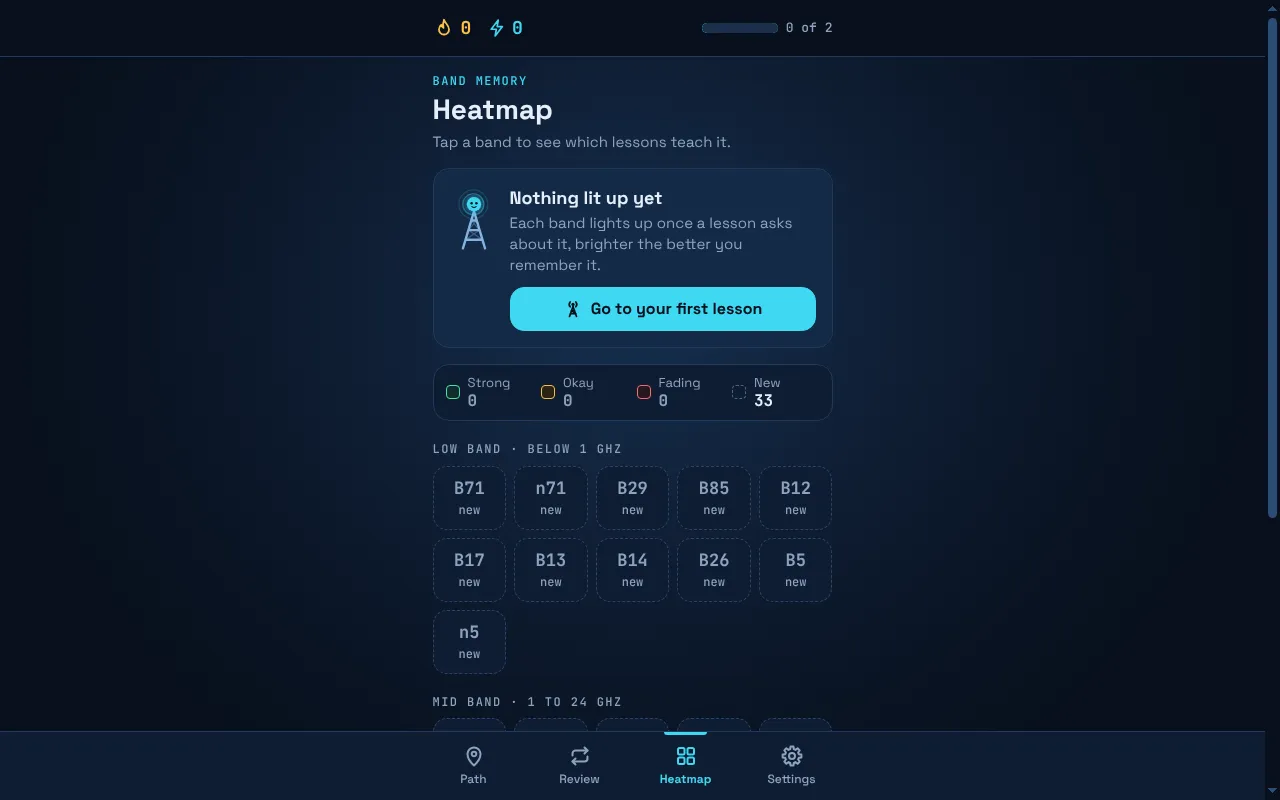 0 0 0 of 2
BAND MEMORY
Heatmap
Tap a band to see which lessons teach it.
Nothing lit up yet
Each band lights up once a lesson asks
about it, brighter the better you
remember it.
Go to your first lesson
Strong Okay Fading New
0 0 0 33
LOW BAND · BELOW 1 GHZ
B71 n71 B29 B85 B12
new new new new new
B17 B13 B14 B26 B5
new new new new new
n5
new
MID BAND · 1 TO 24 GHZ
Path Review Heatmap Settings